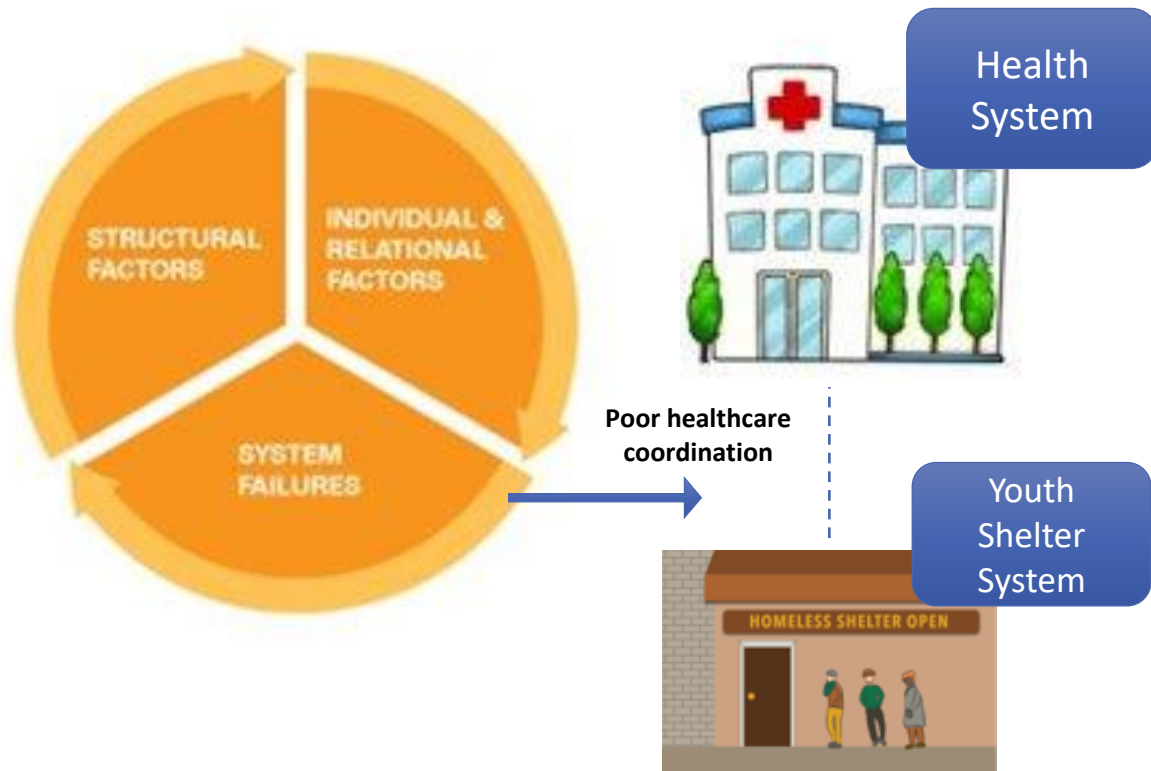 STRUCTURAL
FACTORS
INDIVIDUAL &
RELATIONAL
FACTORS
SYSTEM
FAILURES
Poor healthcare
coordination
Health
System
Youth
Shelter
System
HOMELESS SHELTER OPEN